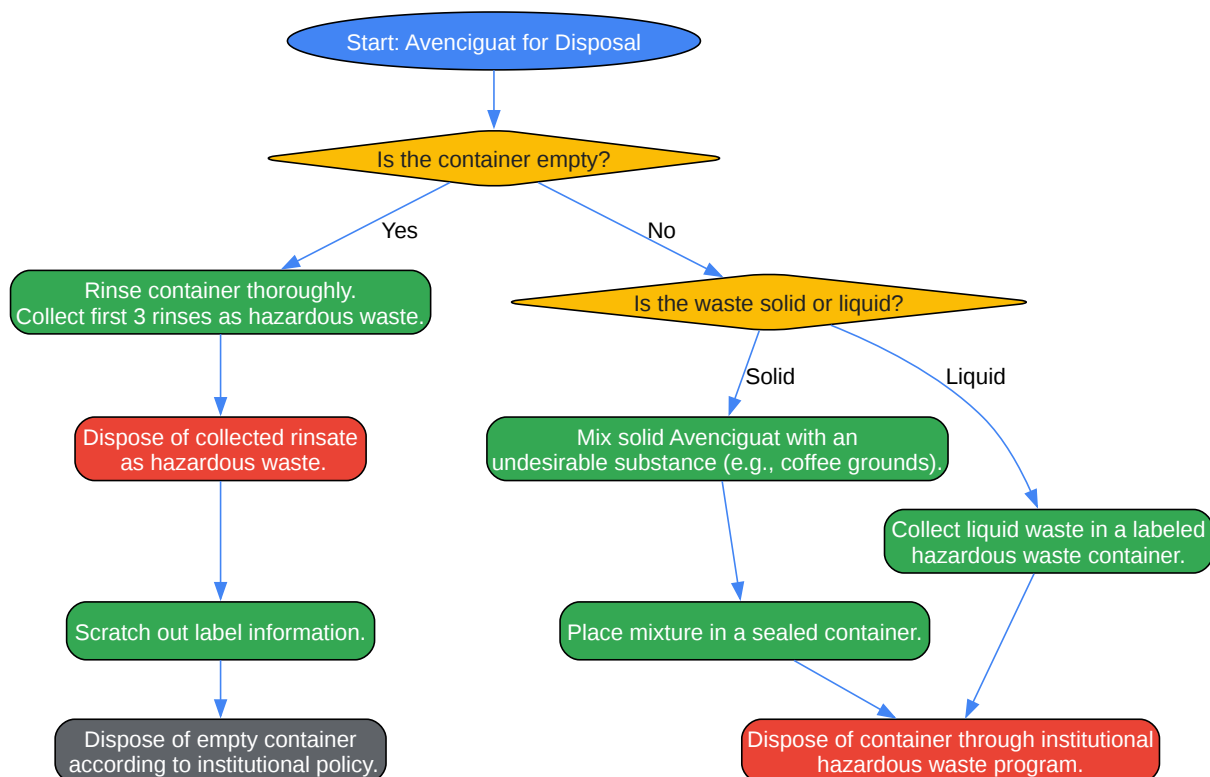 Start: Avenciguat for Disposal
Is the container empty?
Yes
No
Rinse container thoroughly.
Collect first 3 rinses as hazardous waste.
Is the waste solid or liquid?
Solid
Liquid
Dispose of collected rinsate
as hazardous waste.
Mix solid Avenciguat with an
undesirable substance (e.g., coffee grounds).
Collect liquid waste in a labeled
hazardous waste container.
Scratch out label information.
Place mixture in a sealed container.
Dispose of empty container
according to institutional policy.
Dispose of container through institutional
hazardous waste program.